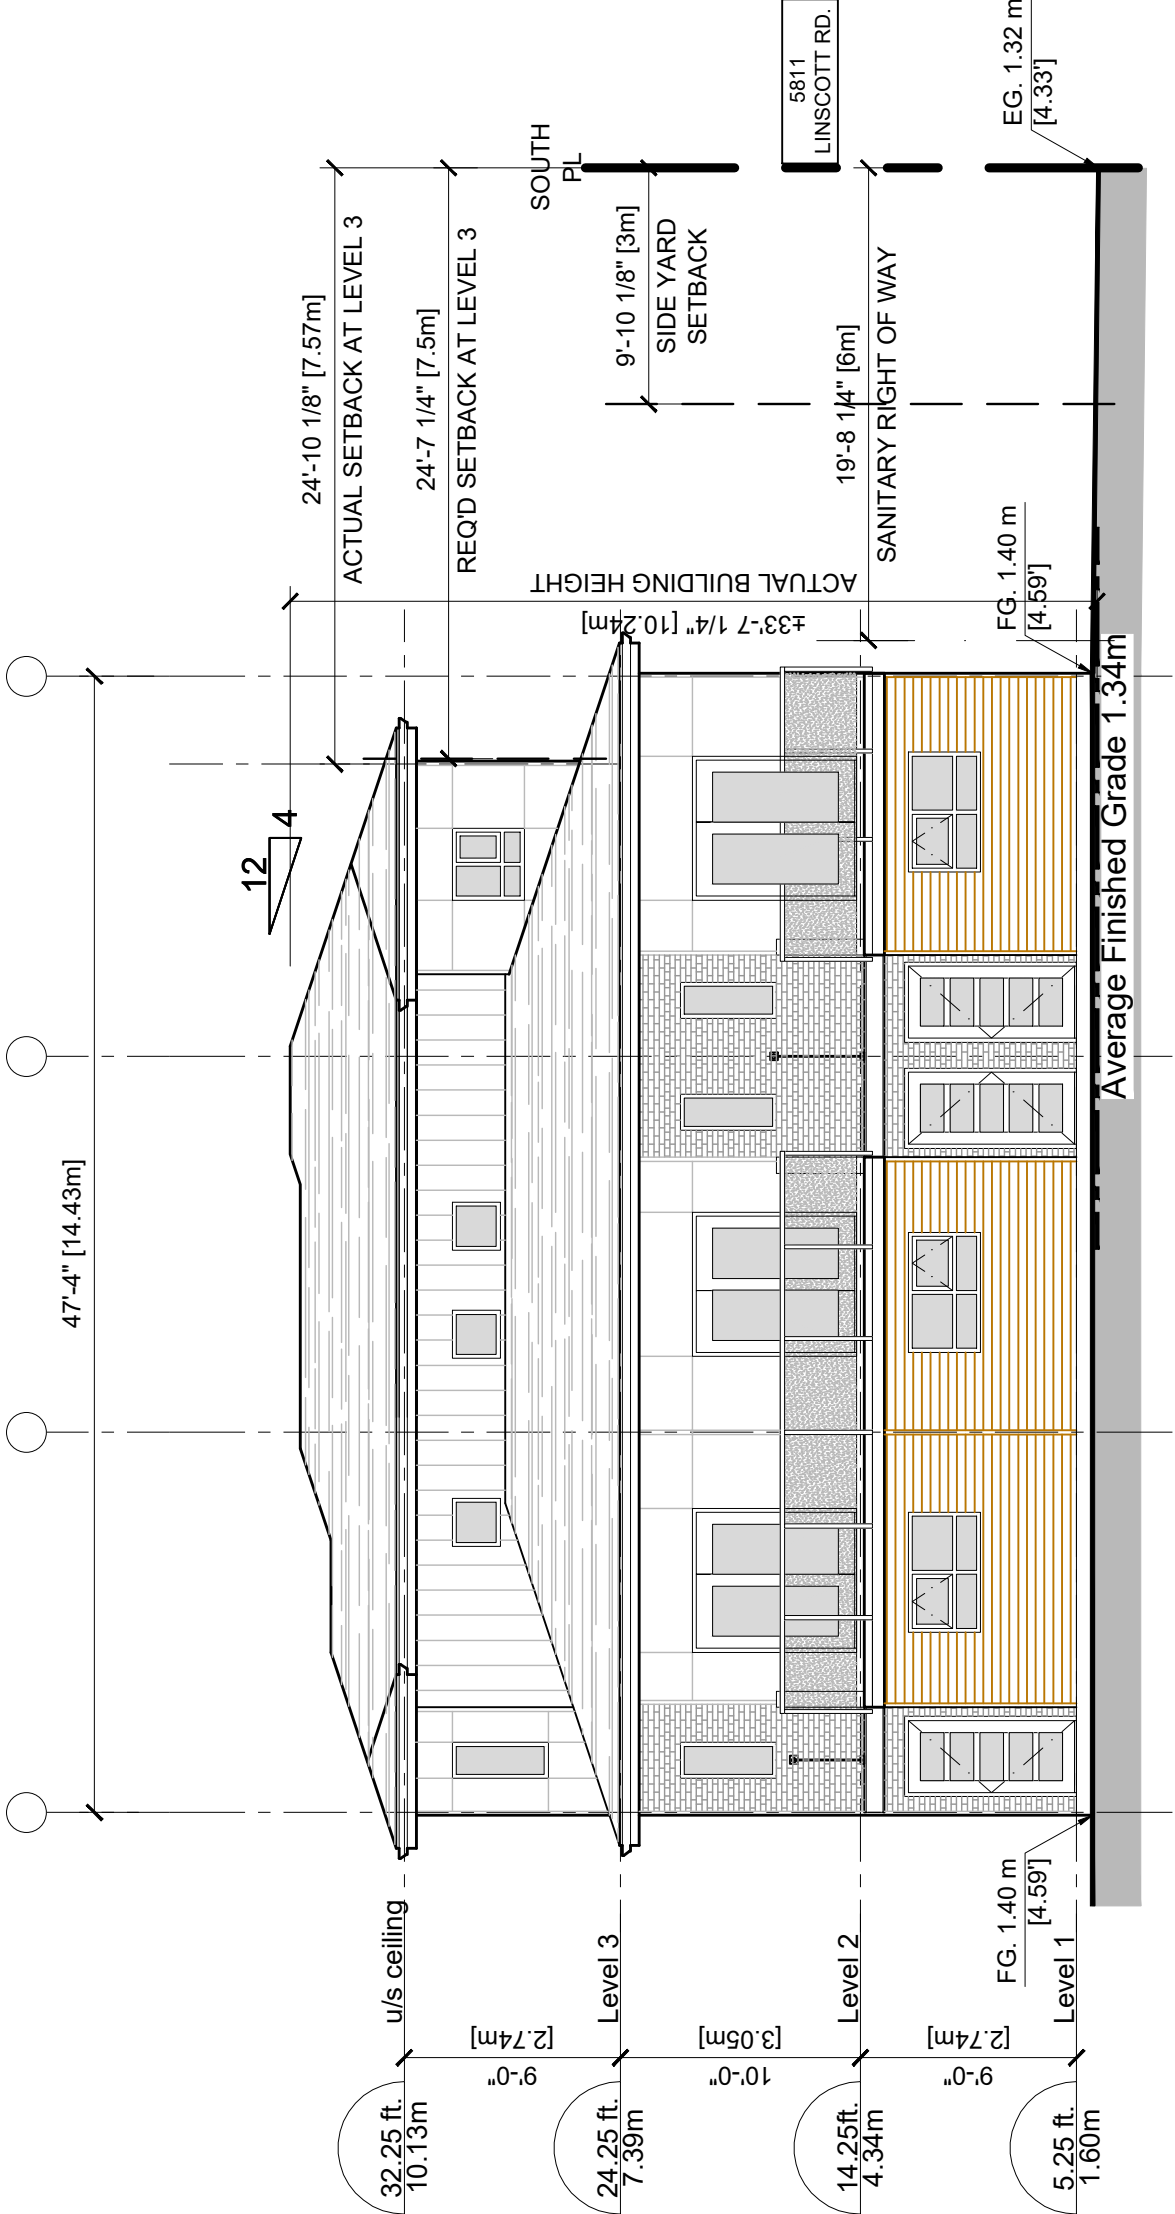 47'-4" [14.43m]
12
4
24'-10 1/8" [7.57m]
ACTUAL SETBACK AT LEVEL 3
24'-7 1/4" [7.5m]
REQ'D SETBACK AT LEVEL 3
SOUTH
PL
9'-10 1/8" [3m]
SIDE YARD
SETBACK
5811
LINSCOTT RD.
19'-8 1/4" [6m]
SANITARY RIGHT OF WAY
ACTUAL BUILDING HEIGHT
±33'-7 1/4" [10.24m]
EG. 1.32 m
[4.33']
FG. 1.40 m
[4.59']
Average Finished Grade 1.34m
FG. 1.40 m
[4.59']
u/s ceiling
32.25 ft.
10.13m
9'-0"
[2.74m]
Level 3
24.25 ft.
7.39m
10'-0"
[3.05m]
Level 2
14.25ft.
4.34m
9'-0"
[2.74m]
Level 1
5.25 ft.
1.60m